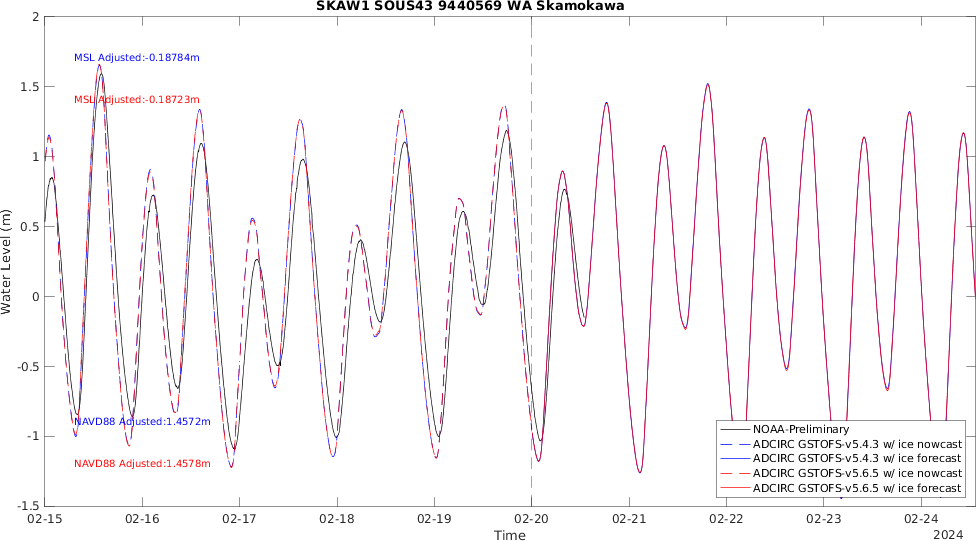 SKAW1 SOUS43 9440569 WA Skamokawa
2
1.5
1
0.5
0
-0.5
-1
-1.5
Water Level (m)
MSL Adjusted:-0.18784m
MSL Adjusted:-0.18723m
NAVD88 Adjusted:1.4572m
NAVD88 Adjusted:1.4578m
NOAA-Preliminary
ADCIRC GSTOFS-v5.4.3 w/ ice nowcast
ADCIRC GSTOFS-v5.4.3 w/ ice forecast
ADCIRC GSTOFS-v5.6.5 w/ ice nowcast
ADCIRC GSTOFS-v5.6.5 w/ ice forecast
02-15 02-16 02-17 02-18 02-19 02-20 02-21 02-22 02-23 02-24
Time
2024